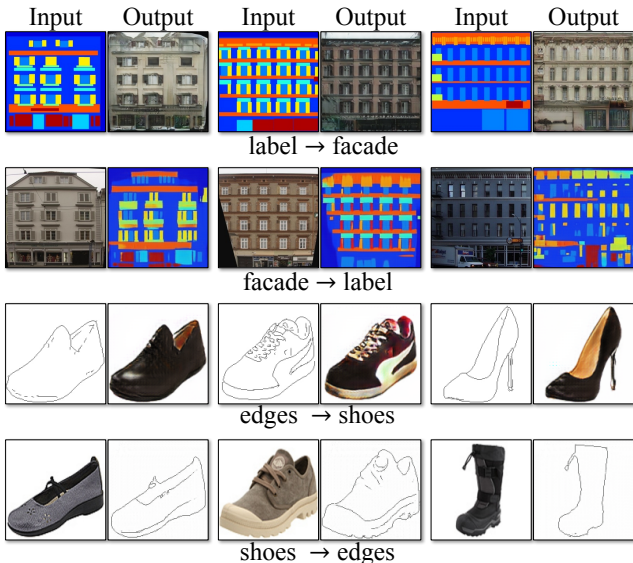 Input Output Input Output Input Output
label → facade
facade → label
edges → shoes
shoes → edges